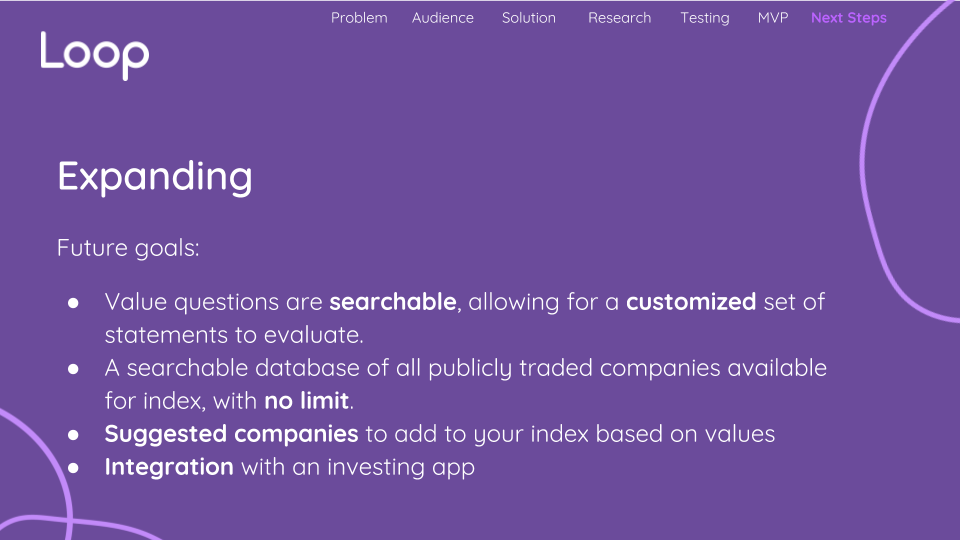 Problem Audience Solution Research Testing MVP Next Steps
Loop
Expanding
Future goals:
● Value questions are searchable, allowing for a customized set of
statements to evaluate.
● A searchable database of all publicly traded companies available
for index, with no limit.
● Suggested companies to add to your index based on values
● Integration with an investing app